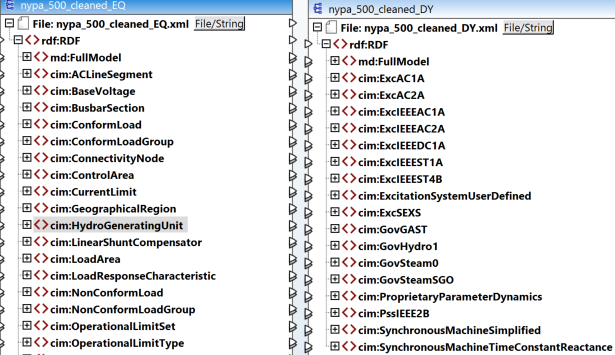 nypa_500_cleaned_EQ
File: nypa_500_cleaned_EQ.xml File/String
rdf:RDF
md:FullModel
cim:ACLineSegment
cim:BaseVoltage
cim:BusbarSection
cim:ConformLoad
cim:ConformLoadGroup
cim:ConnectivityNode
cim:ControlArea
cim:CurrentLimit
cim:GeographicalRegion
cim:HydroGeneratingUnit
cim:LinearShuntCompensator
cim:LoadArea
cim:LoadResponseCharacteristic
cim:NonConformLoad
cim:NonConformLoadGroup
cim:OperationalLimitSet
cim:OperationalLimitType
nypa_500_cleaned_DY
File: nypa_500_cleaned_DY.xml File/String
rdf:RDF
md:FullModel
cim:ExcAC1A
cim:ExcAC2A
cim:ExcIEEEAC1A
cim:ExcIEEEAC2A
cim:ExcIEEEDC1A
cim:ExcIEEEST1A
cim:ExcIEEEST4B
cim:ExcitationSystemUserDefined
cim:ExcSEXS
cim:GovGAST
cim:GovHydro1
cim:GovSteam0
cim:GovSteamSGO
cim:ProprietaryParameterDynamics
cim:PssIEEE2B
cim:SynchronousMachineSimplified
cim:SynchronousMachineTimeConstantReactance